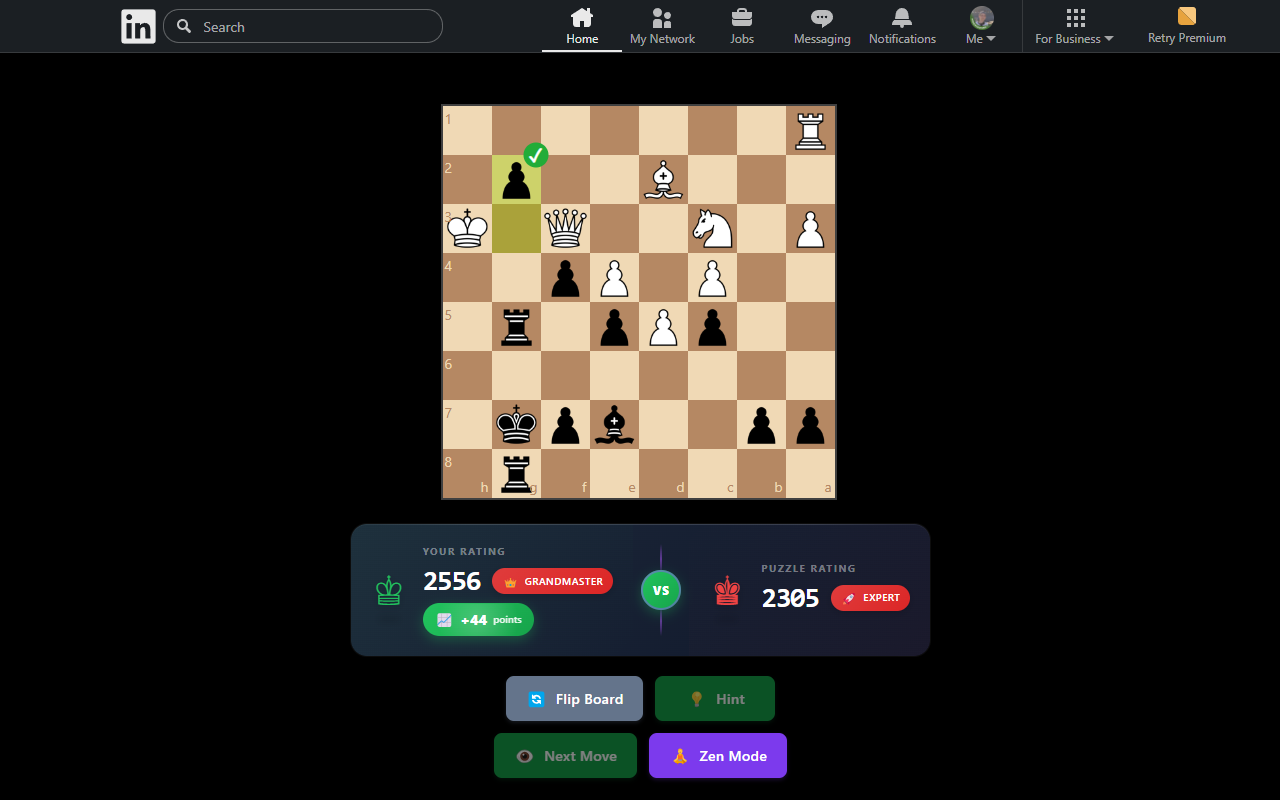 in
Search
Home
My Network
Jobs
Messaging
Notifications
Me
For Business
Retry Premium
1
2
3
4
5
6
7
8
h g f e d c b a
YOUR RATING
2556 GRANDMASTER
+44 points
VS
PUZZLE RATING
2305 EXPERT
Flip Board
Hint
Next Move
Zen Mode